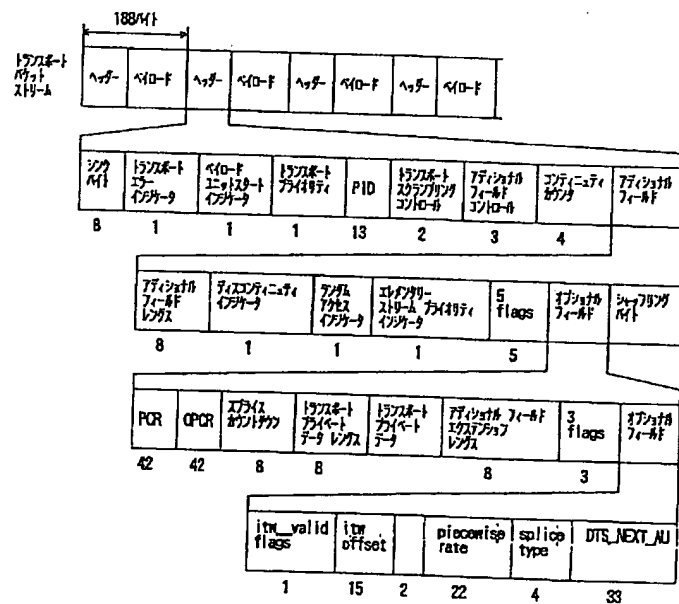 188バイト
トランスポート
パケット
ストリーム
ヘッダー ペイロード ヘッダー ペイロード ヘッダー ペイロード ヘッダー ペイロード
シンク
バイト
トランスポート
エラー
インジケータ
ペイロード
ユニットスタート
インジケータ
トランスポート
プライオリティ
PID
トランスポート
スクランブリング
コントロール
アディショナル
フィールド
コントロール
コンティニュティ
カウンタ
アディショナル
フィールド
8 1 1 1 13 2 3 4
アディショナル
フィールド
レングス
ディスコンティニュティ
インジケータ
ランダム
アクセス
インジケータ
エレメンタリー
ストリーム プライオリティ
インジケータ
5
flags
オプショナル
フィールド
シャッフリング
バイト
8 1 1 1 5
PCR
OPCR
スプライス
カウントダウン
トランスポート
プライベート
データ レングス
トランスポート
プライベート
データ
アディショナル フィールド
エクステンション
レングス
3
flags
オプショナル
フィールド
42 42 8 8 8 3
itw_valid
flags
itw
offset
piecewise
rate
splice
type
DTS_NEXT_AU
1 15 2 22 4 33